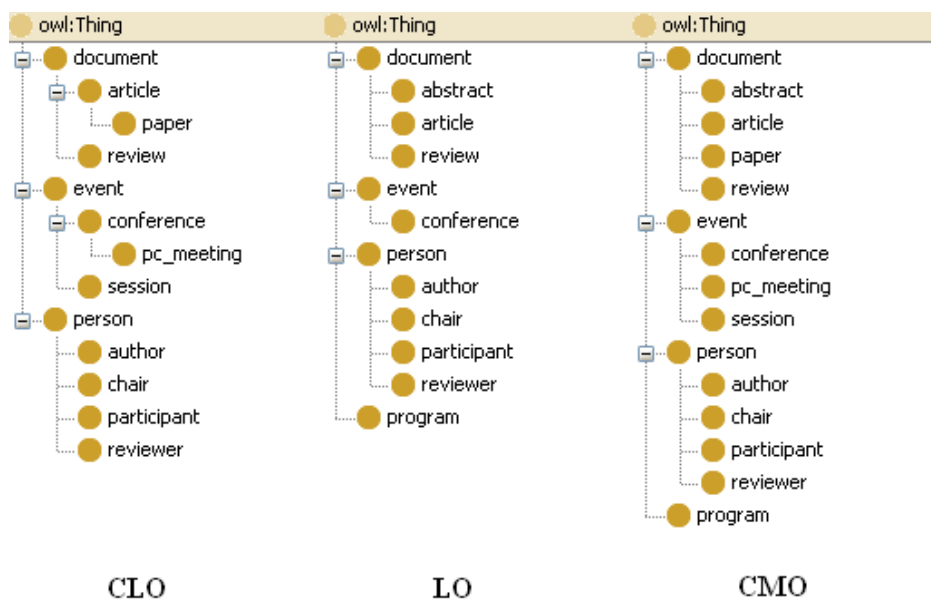 owl:Thing
document
article
paper
review
event
conference
pc_meeting
session
person
author
chair
participant
reviewer
CLO
owl:Thing
document
abstract
article
review
event
conference
person
author
chair
participant
reviewer
program
LO
owl:Thing
document
abstract
article
paper
review
event
conference
pc_meeting
session
person
author
chair
participant
reviewer
program
CMO